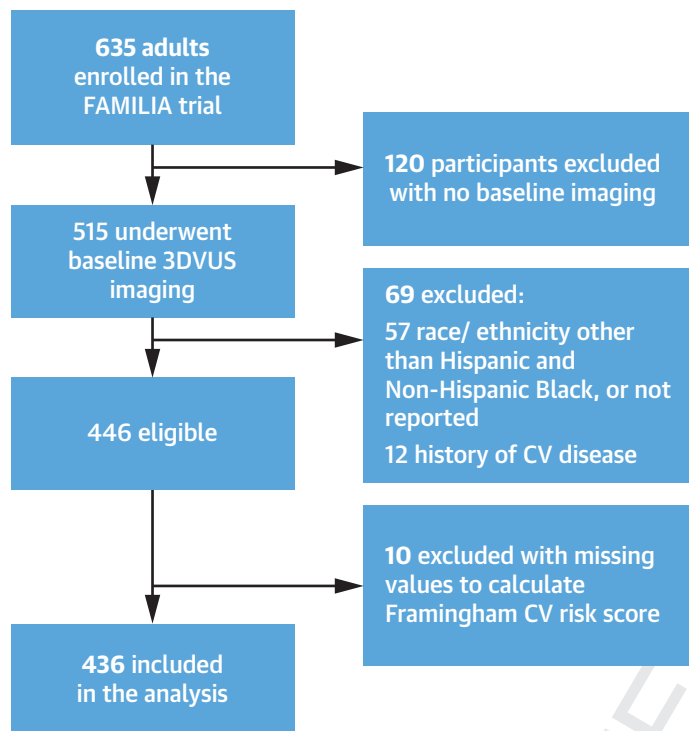 635 adults
enrolled in the
FAMILIA trial
120 participants excluded
with no baseline imaging
515 underwent
baseline 3DVUS
imaging
69 excluded:
57 race/ ethnicity other
than Hispanic and
Non-Hispanic Black, or not
reported
12 history of CV disease
446 eligible
10 excluded with missing
values to calculate
Framingham CV risk score
436 included
in the analysis